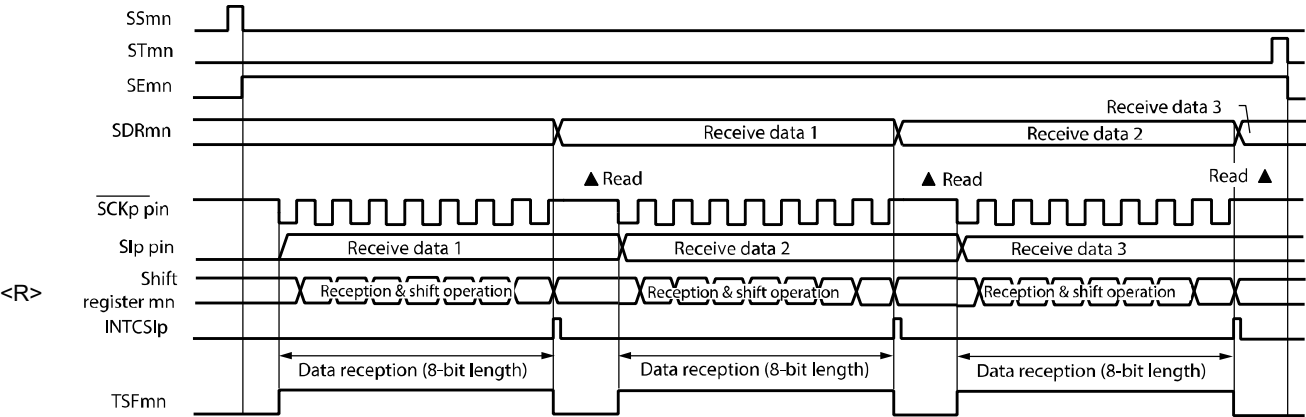 SSmn
STmn
SEmn
Receive data 3
SDRmn Receive data 1 Receive data 2
Read Read Read
SCKp pin
SIp pin Receive data 1 Receive data 2 Receive data 3
Shift
<R> register mn Reception & shift operation Reception & shift operation Reception & shift operation
INTCSIp
Data reception (8-bit length) Data reception (8-bit length) Data reception (8-bit length)
TSFmn